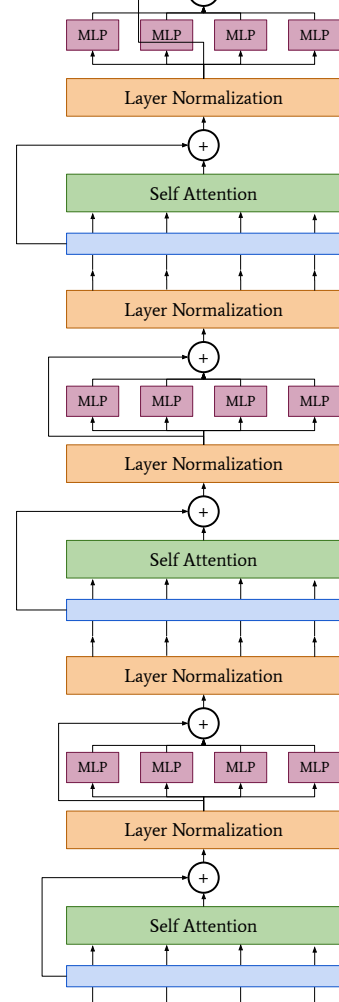 MLP MLP MLP MLP
Layer Normalization
+
Self Attention
Layer Normalization
+
MLP MLP MLP MLP
Layer Normalization
+
Self Attention
Layer Normalization
+
MLP MLP MLP MLP
Layer Normalization
+
Self Attention